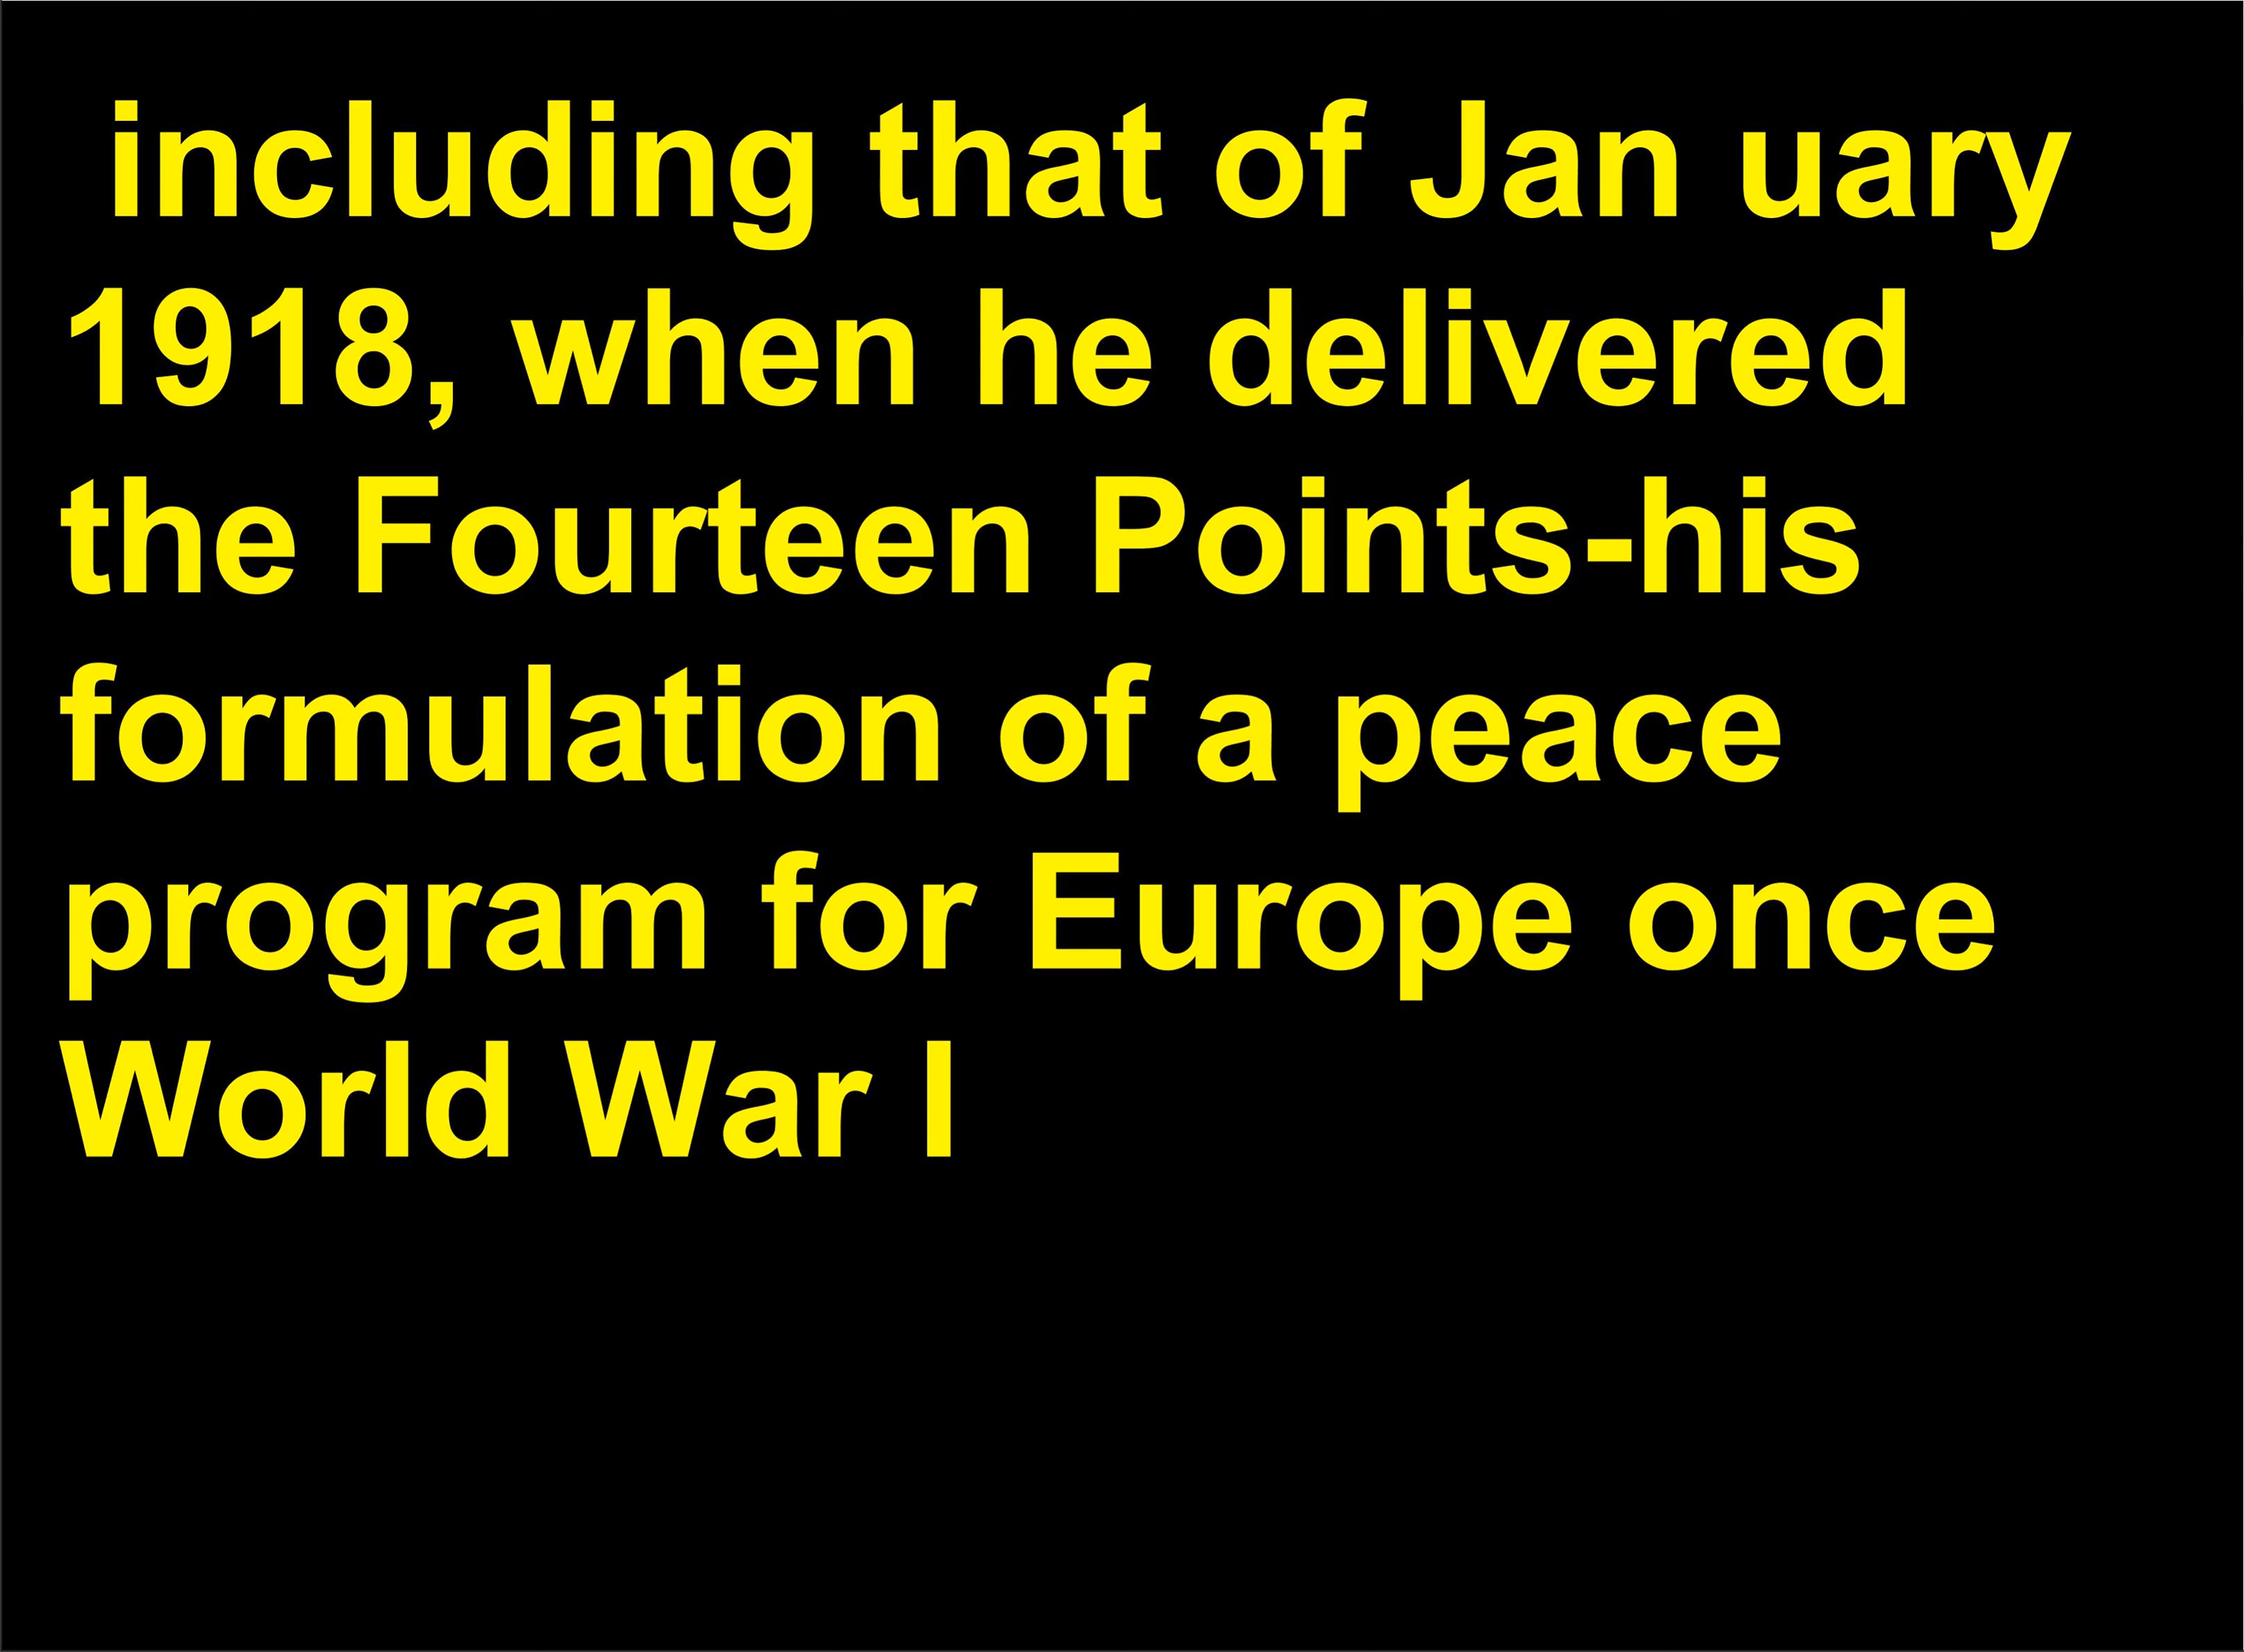 including that of Jan uary
1918, when he delivered
the Fourteen Points-his
formulation of a peace
program for Europe once
World War I